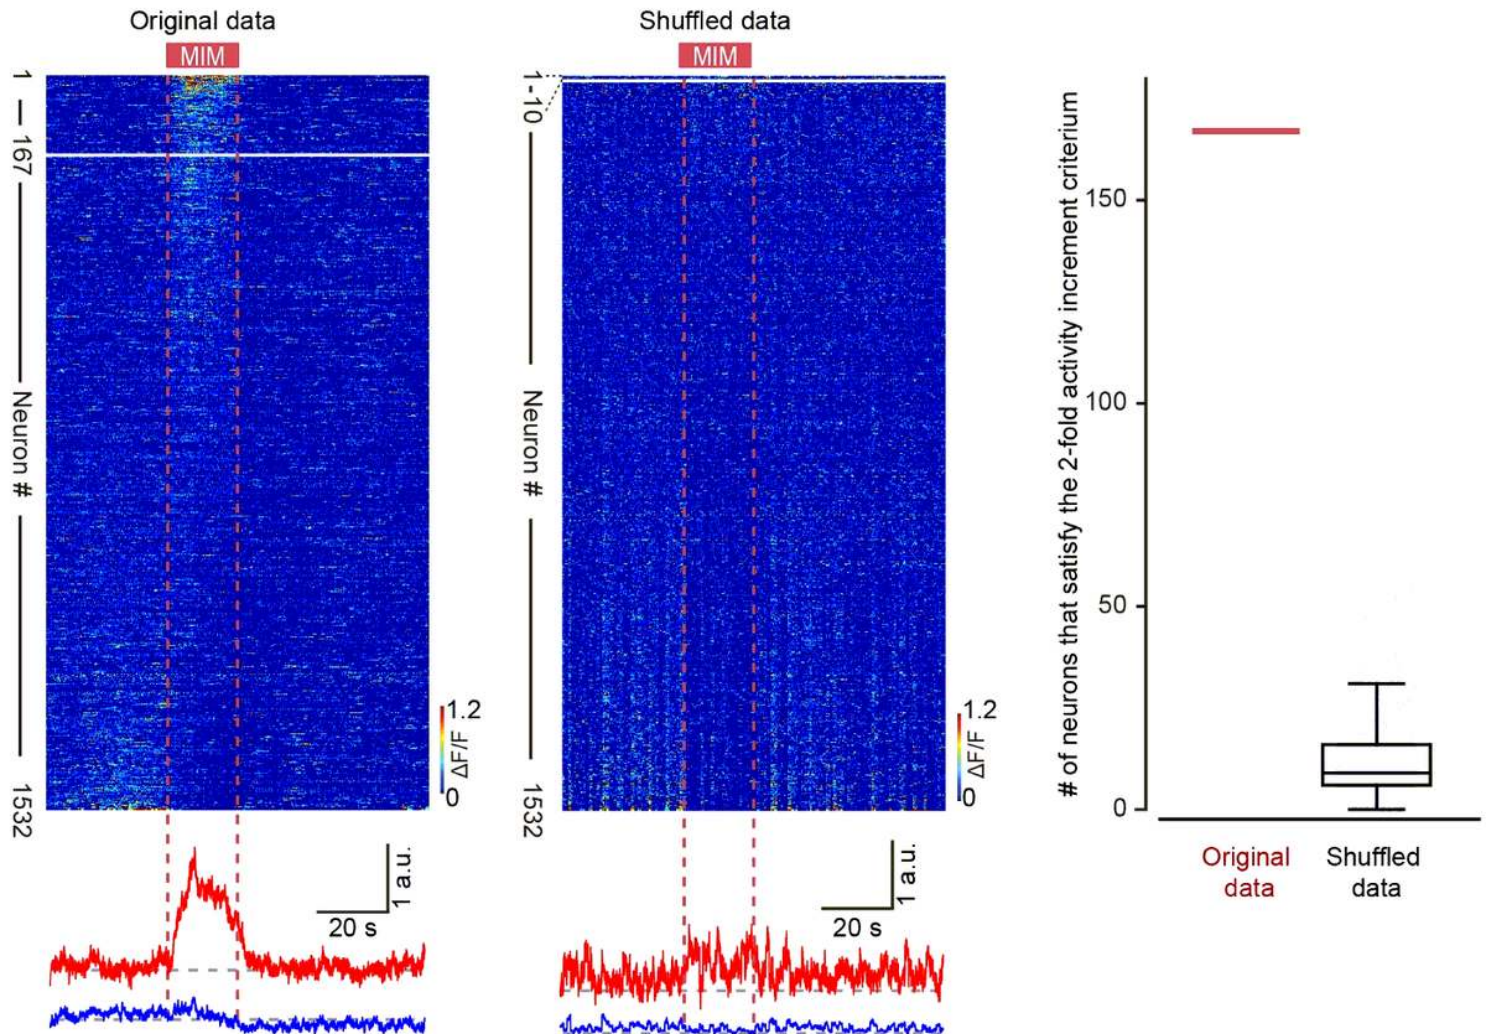 Original data
MIM
1
167
Neuron #
1532
1.2
ΔF/F
0
1 a.u.
20 s
Shuffled data
MIM
1-10
Neuron #
1532
1.2
ΔF/F
0
1 a.u.
20 s
# of neurons that satisfy the 2-fold activity increment criterium
150
100
50
0
Original
data
Shuffled
data